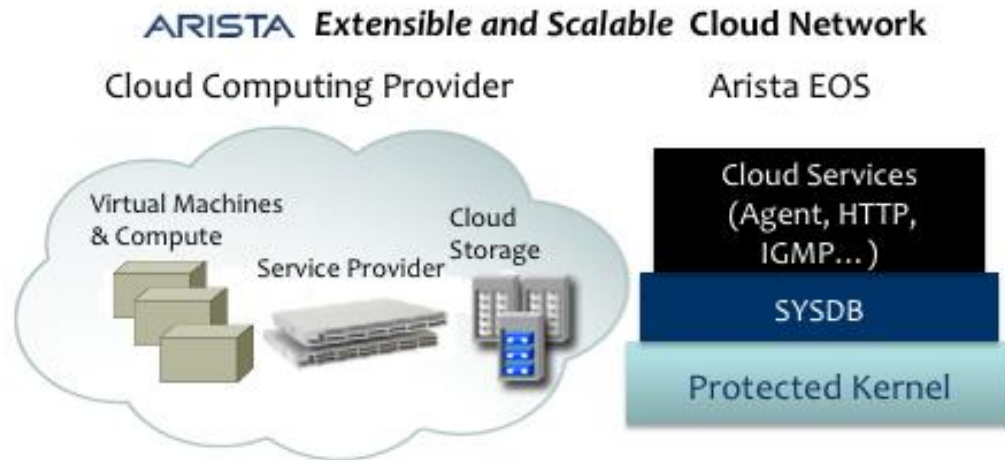 ARISTA Extensible and Scalable Cloud Network
Cloud Computing Provider
Arista EOS
Virtual Machines
& Compute
Service Provider
Cloud
Storage
Cloud Services
(Agent, HTTP,
IGMP...)
SYSDB
Protected Kernel